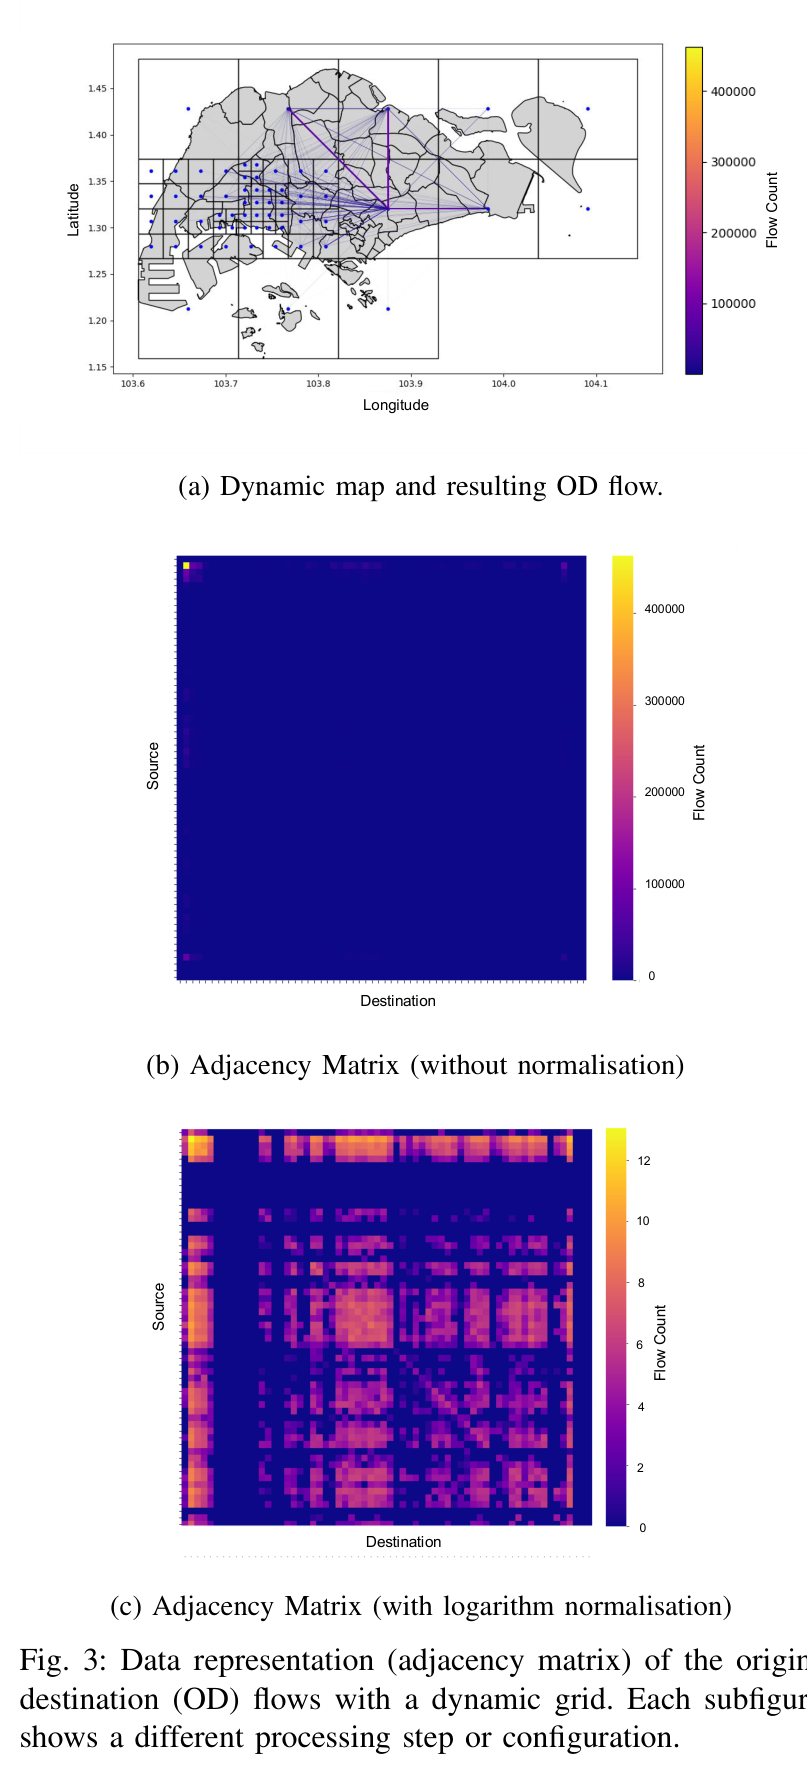 1.45
1.40
1.35
1.30
1.25
1.20
1.15
Latitude
103.6 103.7 103.8 103.9 104.0 104.1
Longitude
400000
300000
200000
100000
Flow Count
(a) Dynamic map and resulting OD flow.
Source
Destination
400000
300000
200000
100000
0
Flow Count
(b) Adjacency Matrix (without normalisation)
Source
Destination
12
10
8
6
4
2
0
Flow Count
(c) Adjacency Matrix (with logarithm normalisation)
Fig. 3: Data representation (adjacency matrix) of the origin
destination (OD) flows with a dynamic grid. Each subfigur
shows a different processing step or configuration.